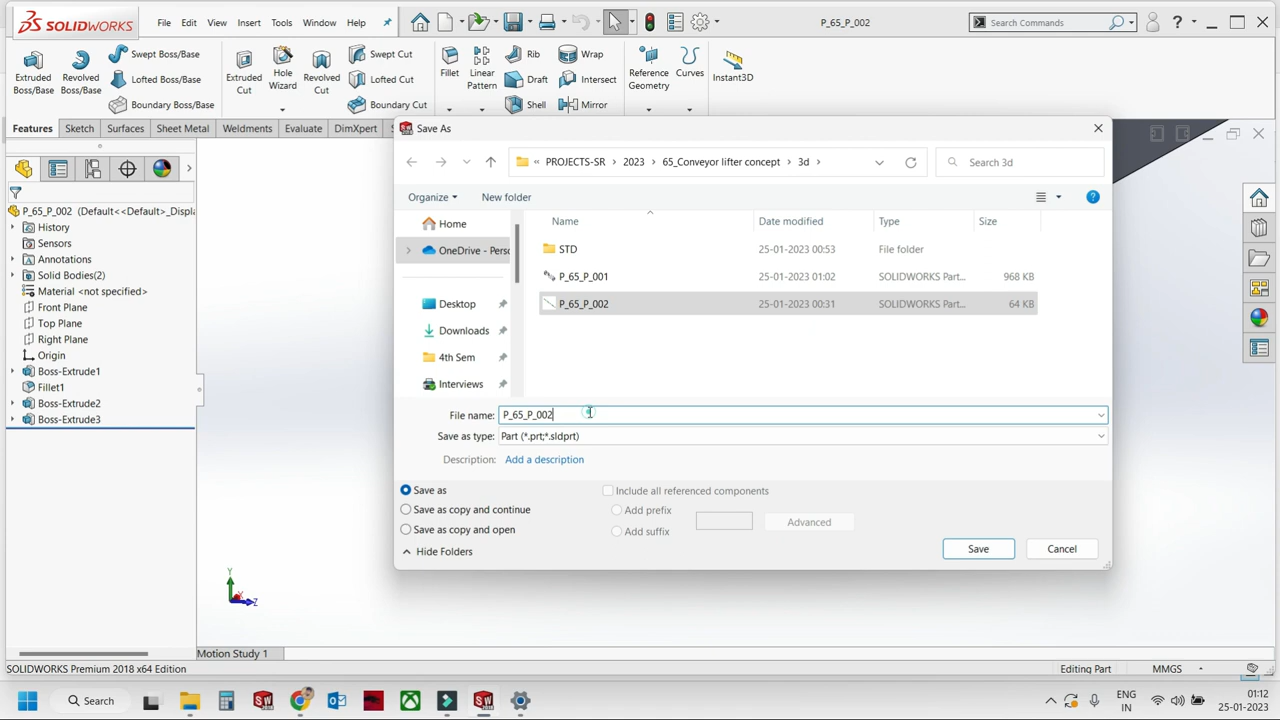 SOLIDWORKS
File
Edit
View
Insert
Tools
Window
Help
P_65_P_002
Search Commands
?
Extruded Boss/Base
Revolved Boss/Base
Swept Boss/Base
Lofted Boss/Base
Boundary Boss/Base
Extruded Cut
Hole Wizard
Revolved Cut
Swept Cut
Lofted Cut
Boundary Cut
Fillet
Linear Pattern
Rib
Draft
Shell
Wrap
Intersect
Mirror
Reference Geometry
Curves
Instant3D
Features
Sketch
Surfaces
Sheet Metal
Weldments
Evaluate
DimXpert
P_65_P_002 (Default<<Default>_Displa
History
Sensors
Annotations
Solid Bodies(2)
Material <not specified>
Front Plane
Top Plane
Right Plane
Origin
Boss-Extrude1
Fillet1
Boss-Extrude2
Boss-Extrude3
Save As
« PROJECTS-SR > 2023 > 65_Conveyor lifter concept > 3d >
Search 3d
Organize
New folder
?
Home
OneDrive - Perso
Desktop
Downloads
4th Sem
Interviews
Name
Date modified
Type
Size
STD
25-01-2023 00:53
File folder
P_65_P_001
25-01-2023 01:02
SOLIDWORKS Part...
968 KB
P_65_P_002
25-01-2023 00:31
SOLIDWORKS Part...
64 KB
File name: P_65_P_002
Save as type: Part (*.prt;*.sldprt)
Description: Add a description
Save as
Save as copy and continue
Save as copy and open
Include all referenced components
Add prefix
Add suffix
Advanced
Hide Folders
Save
Cancel
Y
X
Z
Motion Study 1
SOLIDWORKS Premium 2018 x64 Edition
Editing Part
MMGS
Search
ENG
IN
01:12
25-01-2023